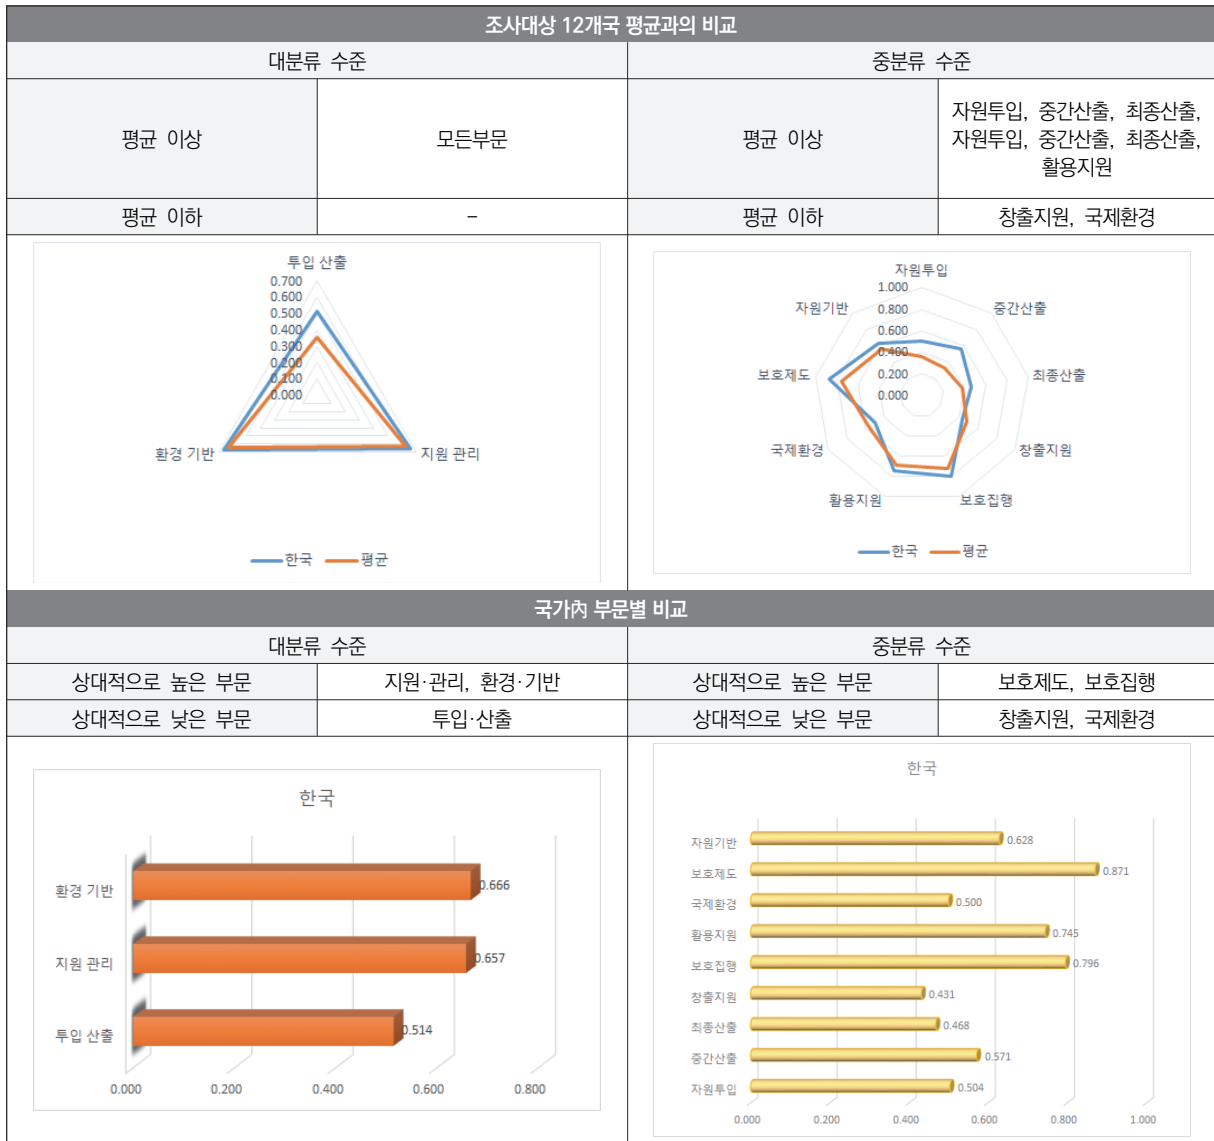 조사대상 12개국 평균과의 비교
대분류 수준
중분류 수준
평균 이상
모든부문
평균 이상
자원투입, 중간산출, 최종산출,
자원투입, 중간산출, 최종산출,
활용지원
평균 이하
-
평균 이하
창출지원, 국제환경
투입 산출
0.700
0.600
0.500
0.400
0.300
0.200
0.100
0.000
환경 기반
지원 관리
한국
평균
자원투입
1.000
0.800
0.600
0.400
0.200
0.000
중간산출
최종산출
창출지원
보호집행
활용지원
국제환경
보호제도
자원기반
한국
평균
국가內 부문별 비교
대분류 수준
중분류 수준
상대적으로 높은 부문
지원·관리, 환경·기반
상대적으로 높은 부문
보호제도, 보호집행
상대적으로 낮은 부문
투입·산출
상대적으로 낮은 부문
창출지원, 국제환경
한국
환경 기반
0.666
지원 관리
0.657
투입 산출
0.514
0.000
0.200
0.400
0.600
0.800
한국
자원기반
0.628
보호제도
0.871
국제환경
0.500
활용지원
0.745
보호집행
0.796
창출지원
0.431
최종산출
0.468
중간산출
0.571
자원투입
0.504
0.000
0.200
0.400
0.600
0.800
1.000